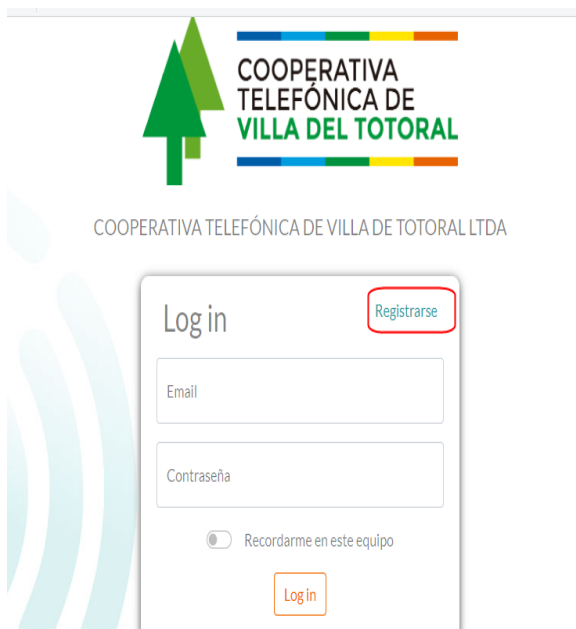 COOPERATIVA
TELEFÓNICA DE
VILLA DEL TOTORAL
COOPERATIVA TELEFÓNICA DE VILLA DE TOTORAL LTDA
Log in
Registrarse
Email
Contraseña
Recordarme en este equipo
Log in